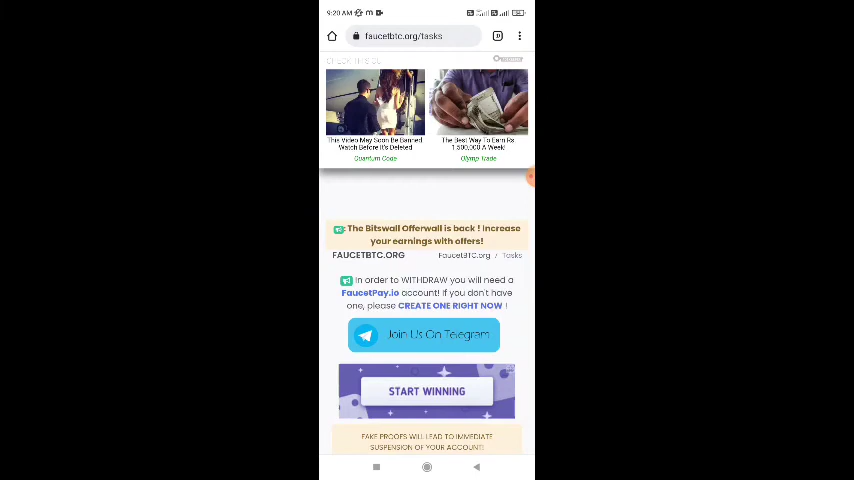 9:20 AM
faucetbtc.org/tasks
This Video May Soon Be Banned. Watch Before It's Deleted
Quantum Code
The Best Way To Earn Rs 1,500,000 A Week!
Olymp Trade
The Bitswall Offerwall is back ! Increase
your earnings with offers!
FAUCETBTC.ORG
FaucetBTC.org / Tasks
In order to WITHDRAW you will need a
FaucetPay.io account! If you don't have
one, please CREATE ONE RIGHT NOW !
Join Us On Telegram
START WINNING
FAKE PROOFS WILL LEAD TO IMMEDIATE
SUSPENSION OF YOUR ACCOUNT!